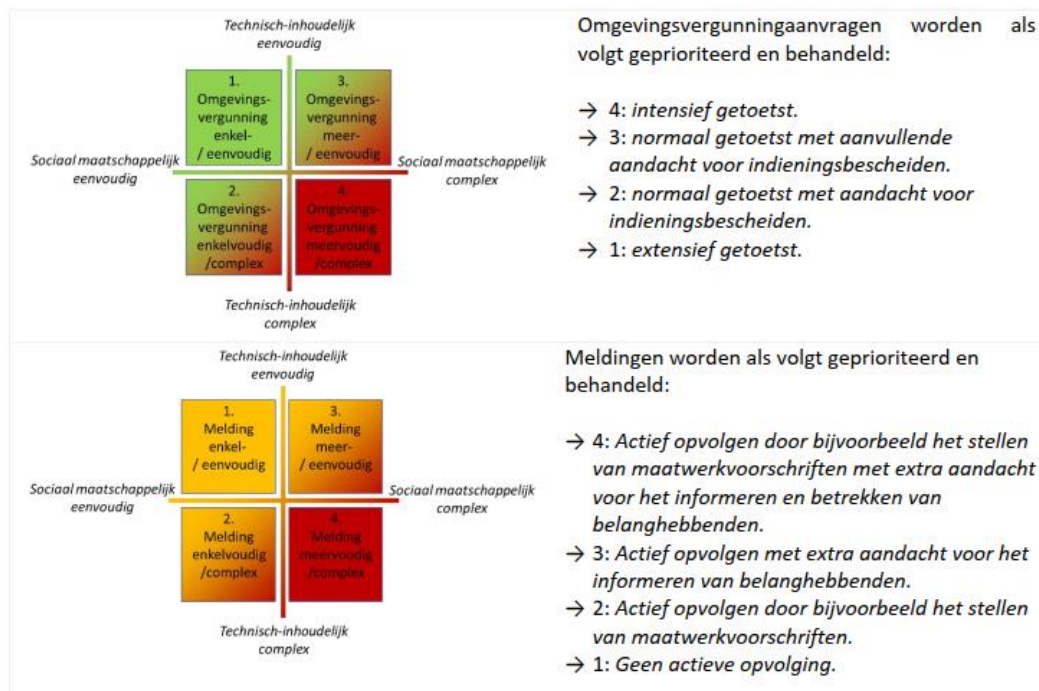 Technisch-inhoudelijk
eenvoudig
1.
Omgevings-
vergunning
enkel-
/ eenvoudig
3.
Omgevings-
vergunning
meer-
/ eenvoudig
Sociaal maatschappelijk
eenvoudig
Sociaal maatschappelijk
complex
2.
Omgevings-
vergunning
enkelvoudig
/complex
4.
Omgevings-
vergunning
meervoudig
/complex
Technisch-inhoudelijk
complex
Omgevingsvergunningaanvragen worden als
volgt geprioriteerd en behandeld:
→ 4: intensief getoetst.
→ 3: normaal getoetst met aanvullende
aandacht voor indieningsbescheiden.
→ 2: normaal getoetst met aandacht voor
indieningsbescheiden.
→ 1: extensief getoetst.
Technisch-inhoudelijk
eenvoudig
1.
Melding
enkel-
/ eenvoudig
3.
Melding
meer-
/ eenvoudig
Sociaal maatschappelijk
eenvoudig
Sociaal maatschappelijk
complex
2.
Melding
enkelvoudig
/complex
4.
Melding
meervoudig
/complex
Technisch-inhoudelijk
complex
Meldingen worden als volgt geprioriteerd en
behandeld:
→ 4: Actief opvolgen door bijvoorbeeld het stellen
van maatwerkvoorschriften met extra aandacht
voor het informeren en betrekken van
belanghebbenden.
→ 3: Actief opvolgen met extra aandacht voor het
informeren van belanghebbenden.
→ 2: Actief opvolgen door bijvoorbeeld het stellen
van maatwerkvoorschriften.
→ 1: Geen actieve opvolging.